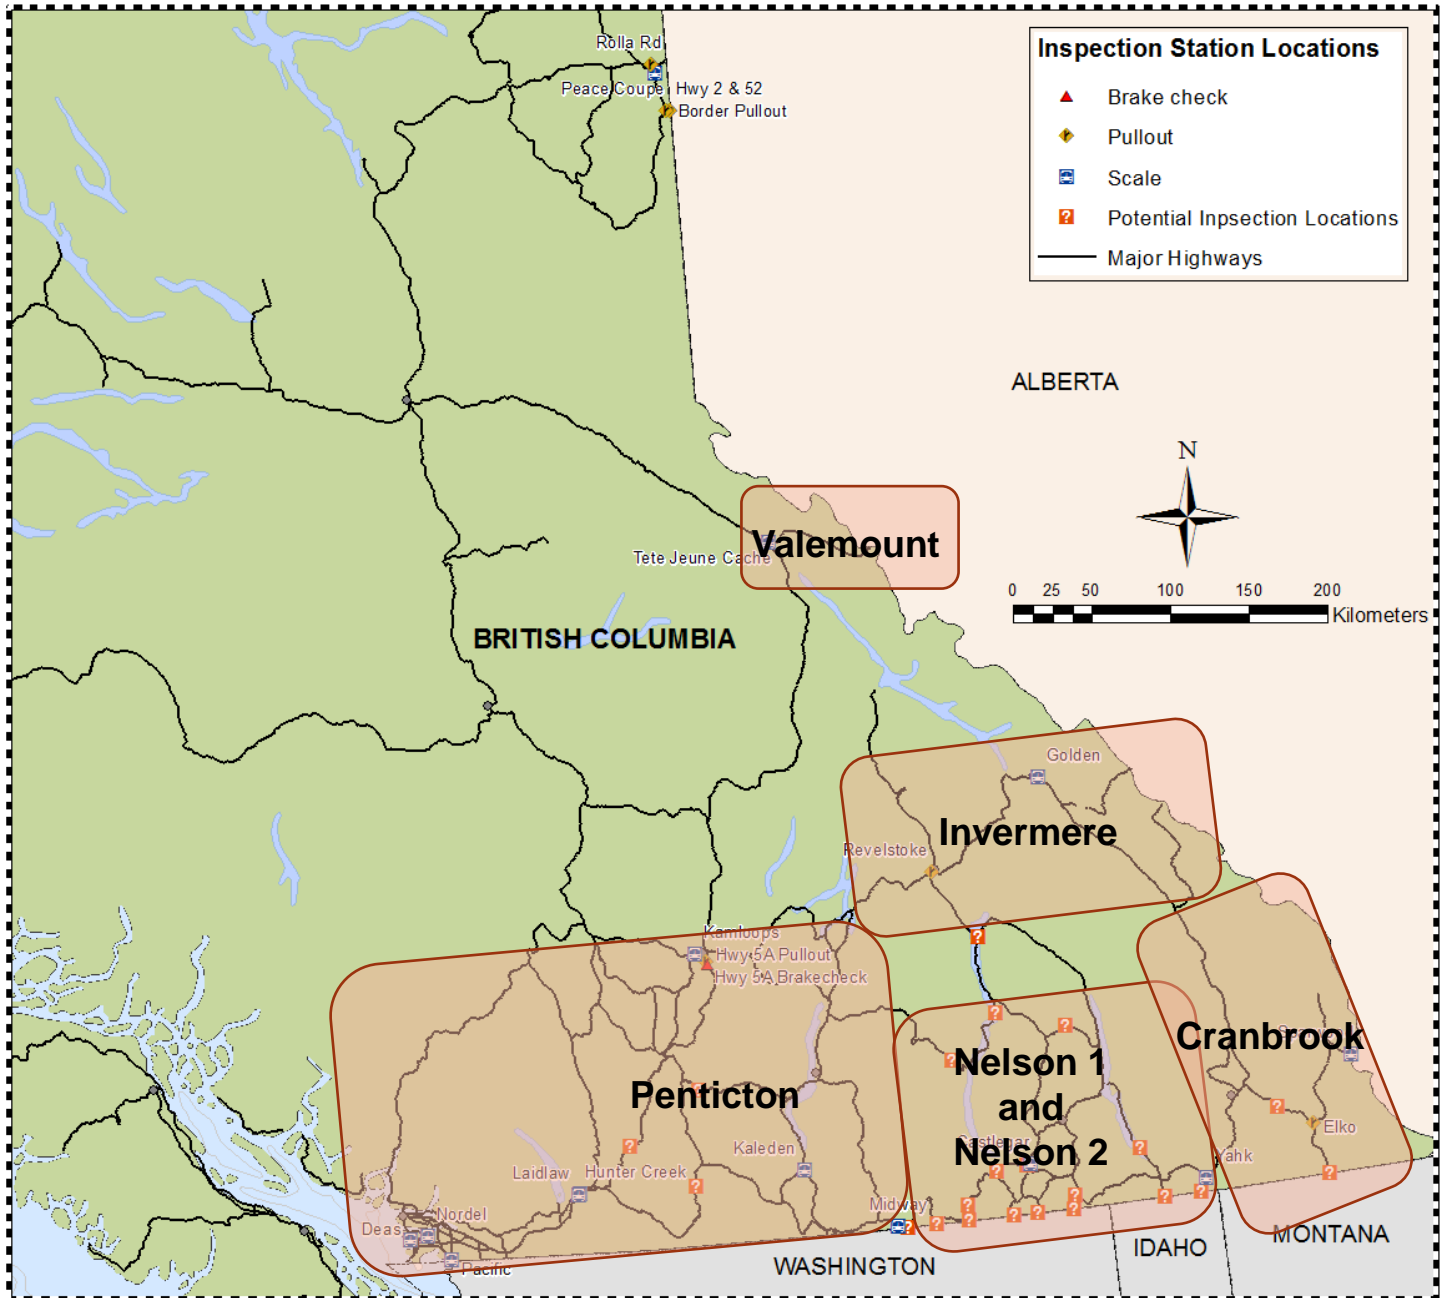 Rolla Rd
Peace Coupe
Hwy 2 & 52
Border Pullout
Inspection Station Locations
Brake check
Pullout
Scale
Potential Inpsection Locations
Major Highways
ALBERTA
N
0 25 50 100 150 200
Kilometers
Valemount
Tete Jeune Cache
BRITISH COLUMBIA
Golden
Invermere
Revelstoke
Kamloops
Hwy 5A Pullout
Hwy 5A Brakecheck
Cranbrook
Nelson 1
and
Nelson 2
Penticton
Castlegar
Elko
Kaleden
Yahk
Laidlaw
Hunter Creek
Midway
Nordel
Deas
Pacific
WASHINGTON
IDAHO
MONTANA